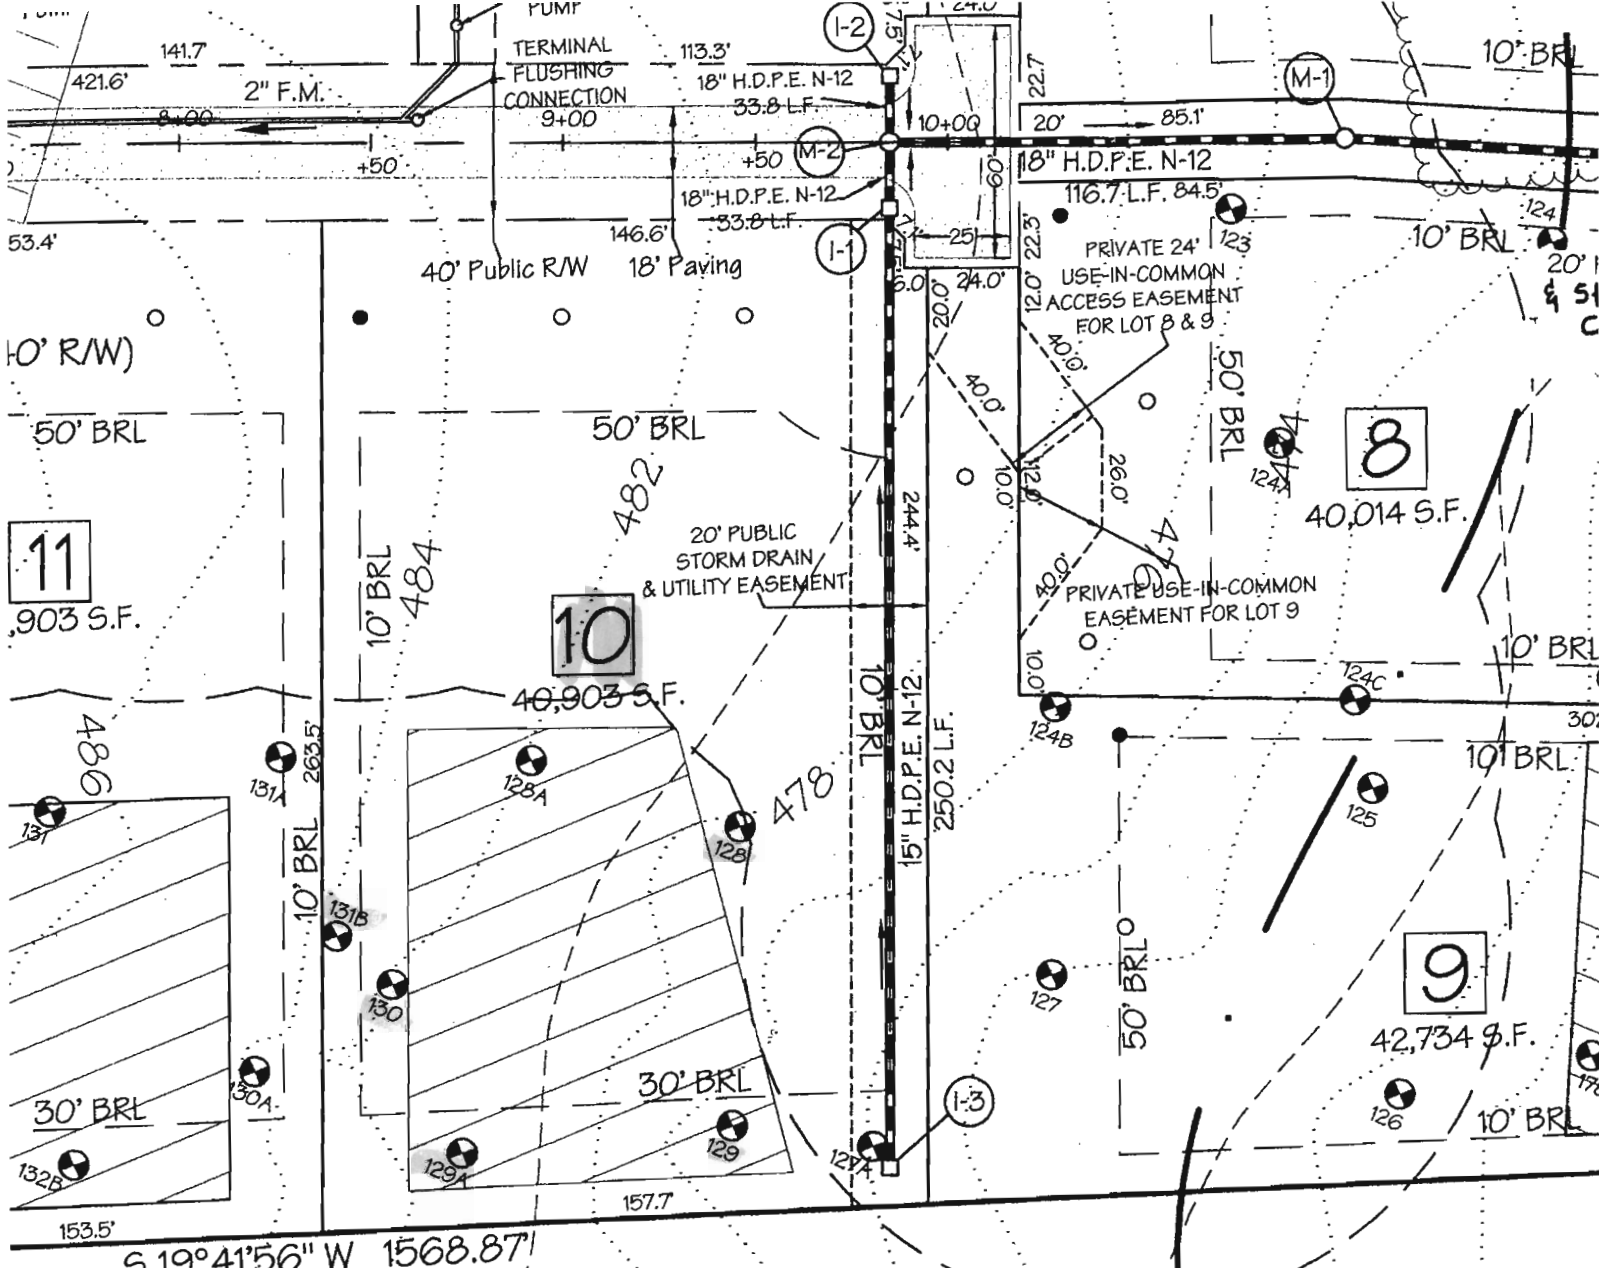 PUMP
TERMINAL
FLUSHING
CONNECTION
141.7'
421.6'
2" F.M.
8+00
+50
9+00
+50
113.3'
18" H.D.P.E. N-12
33.8 L.F.
I-2
7.5'
24.0'
22.7'
M-1
10' BRL
M-2
10+00
20'
85.1'
18" H.D.P.E. N-12
116.7 L.F.
84.5'
60'
18" H.D.P.E. N-12
33.8 L.F.
I-1
25'
53.4'
146.6'
40' Public R/W
18' Paving
6.0'
24.0'
20.0'
12.0'
22.3'
123
124
10' BRL
20'
PRIVATE 24'
USE-IN-COMMON
ACCESS EASEMENT
FOR LOT 8 & 9
40' R/W)
50' BRL
50' BRL
40.0'
40.0'
50' BRL
474
124A
8
40,014 S.F.
482
484
10' BRL
11
,903 S.F.
20' PUBLIC
STORM DRAIN
& UTILITY EASEMENT
244.4'
10.0'
12.0'
26.0'
476
40.0'
PRIVATE USE-IN-COMMON
EASEMENT FOR LOT 9
10
40,903 S.F.
10' BRL
15" H.D.P.E. N-12
250.2 L.F.
10.0'
10' BRL
124B
124C
302
10' BRL
486
263.5'
131A
131
128A
128
478
125
10' BRL
131B
130
127
50' BRL
9
42,734 S.F.
130A
30' BRL
30' BRL
I-3
126
10' BRL
132B
129A
129
127A
153.5'
157.7'
S 19°41'56" W 1568.87'